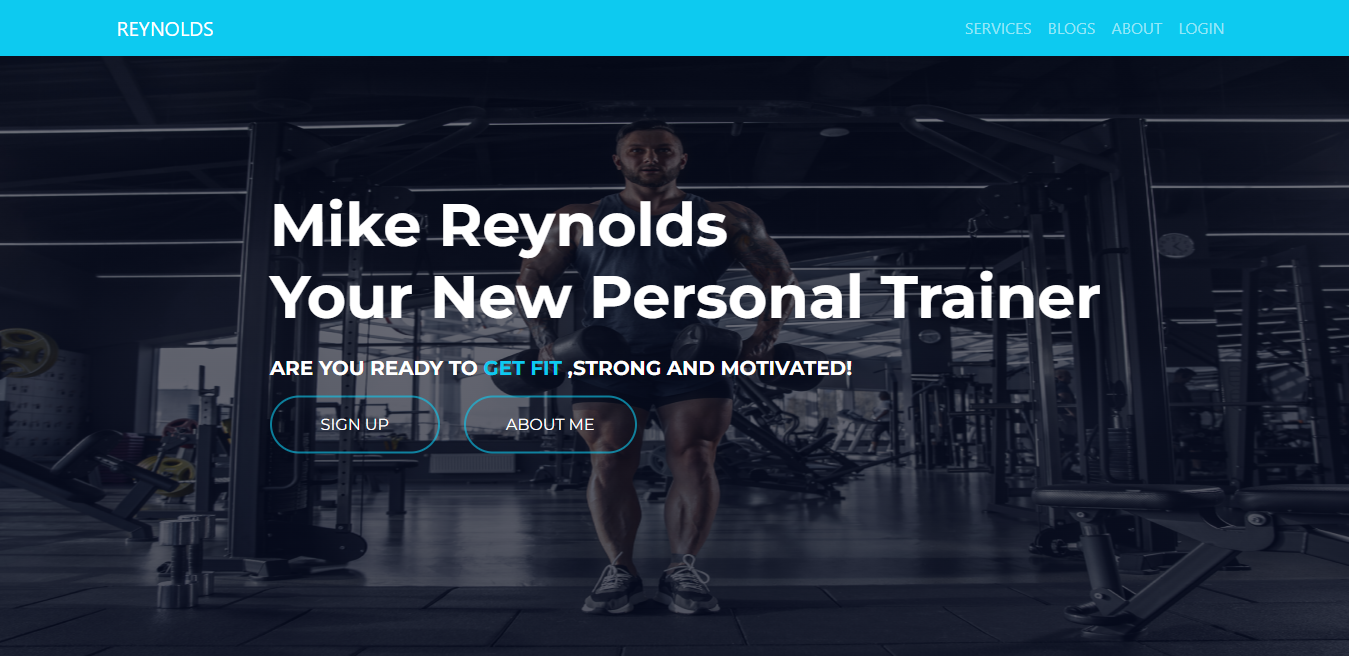 REYNOLDS
SERVICES BLOGS ABOUT LOGIN
Mike Reynolds
Your New Personal Trainer
ARE YOU READY TO GET FIT ,STRONG AND MOTIVATED!
SIGN UP
ABOUT ME